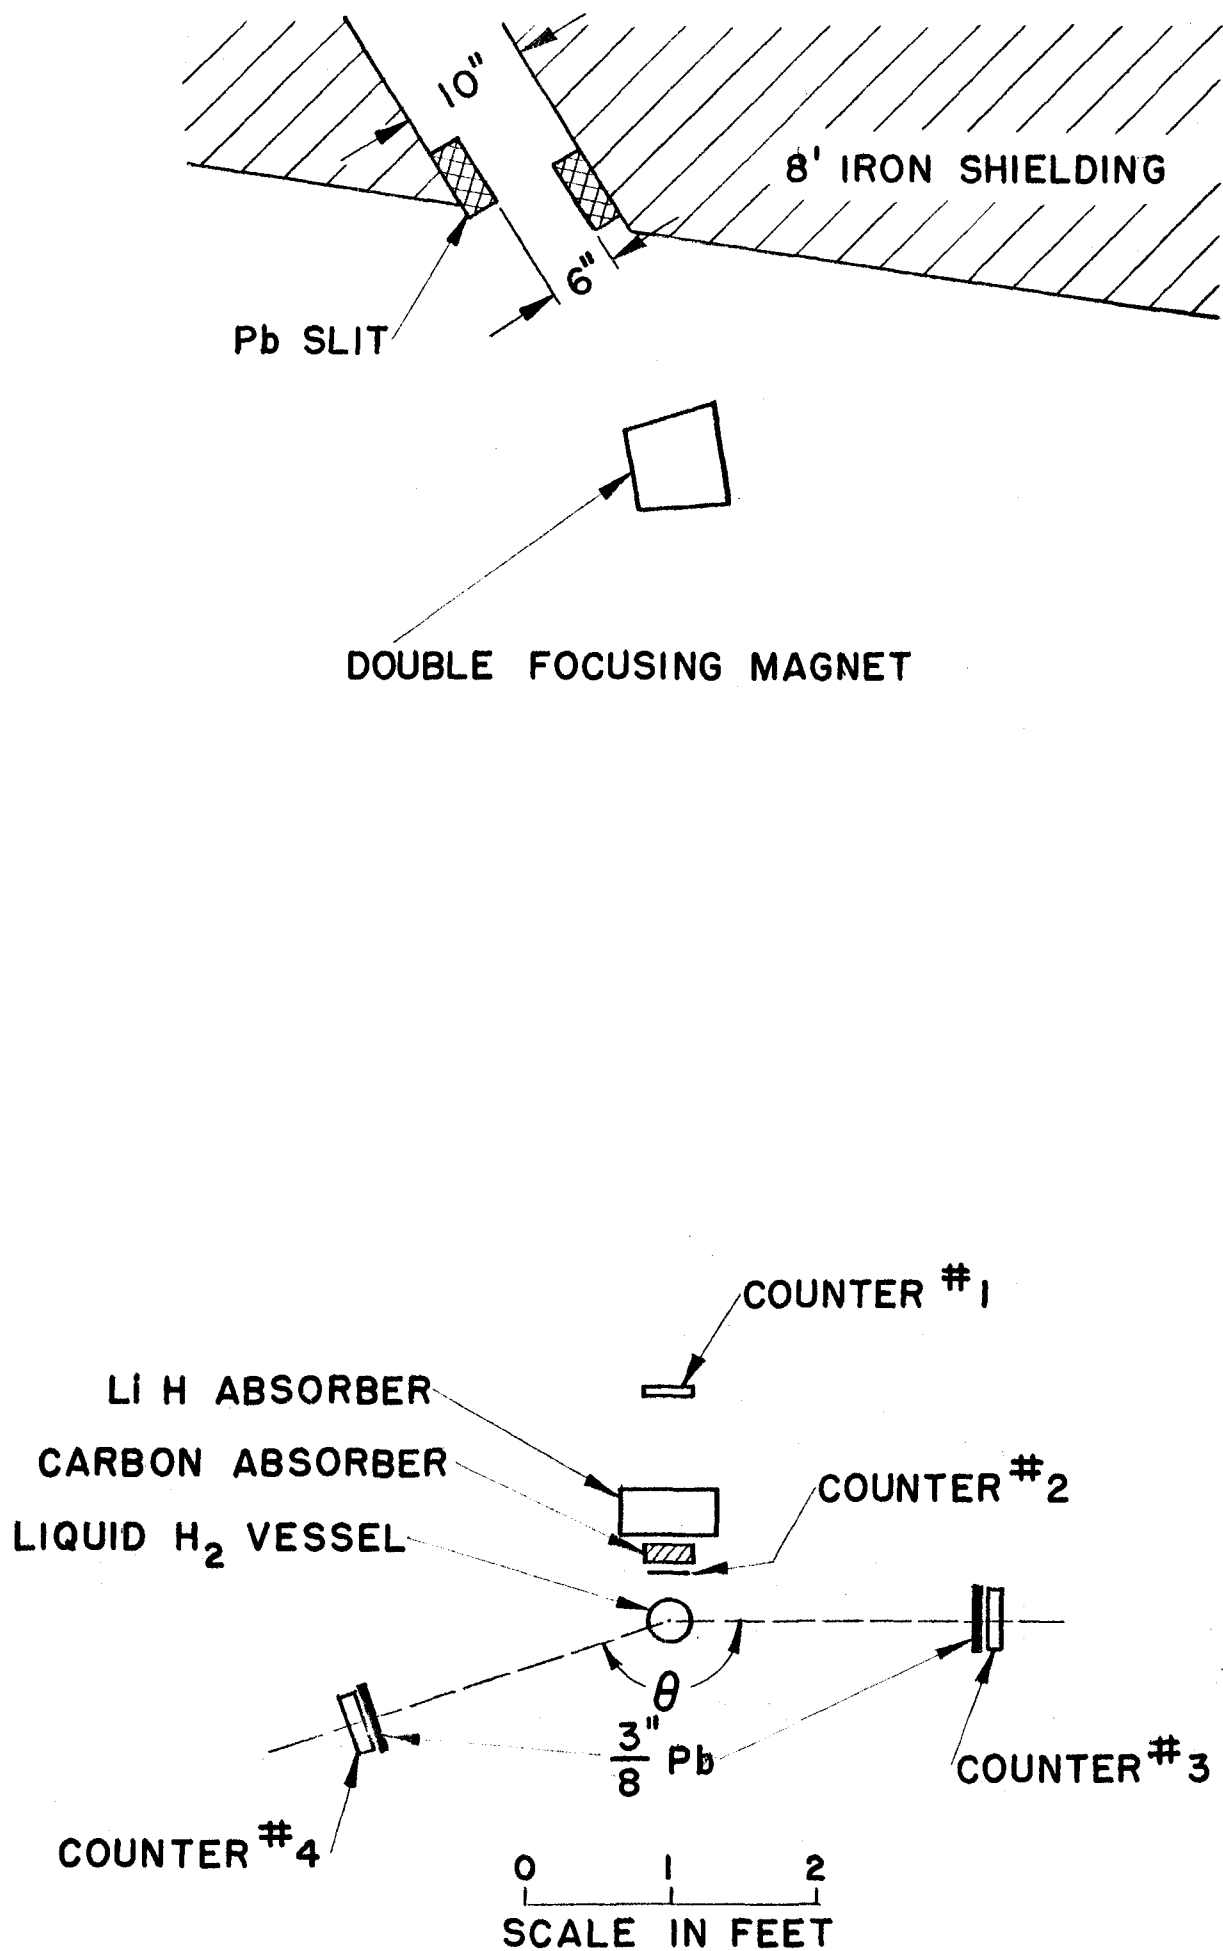 10"
8' IRON SHIELDING
6"
Pb SLIT
DOUBLE FOCUSING MAGNET
COUNTER #1
Li H ABSORBER
CARBON ABSORBER
COUNTER #2
LIQUID H2 VESSEL
θ
3"
8 Pb
COUNTER #3
COUNTER #4
0 1 2
SCALE IN FEET